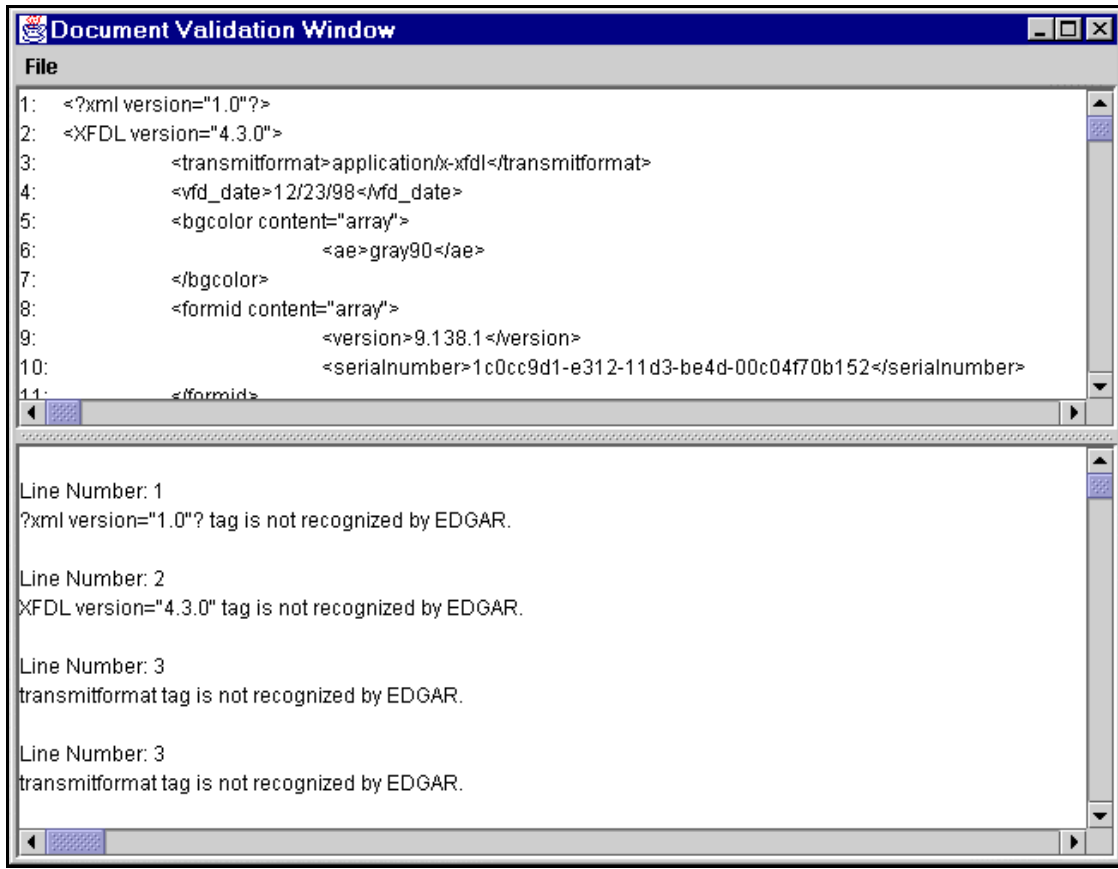 Document Validation Window
File
1: <?xml version="1.0"?>
2: <XFDL version="4.3.0">
3: <transmitformat>application/x-xfdl</transmitformat>
4: <vfd_date>12/23/98</vfd_date>
5: <bgcolor content="array">
6: <ae>gray90</ae>
7: </bgcolor>
8: <formid content="array">
9: <version>9.138.1</version>
10: <serialnumber>1c0cc9d1-e312-11d3-be4d-00c04f70b152</serialnumber>
11: </formid>
Line Number: 1
?xml version="1.0"? tag is not recognized by EDGAR.
Line Number: 2
XFDL version="4.3.0" tag is not recognized by EDGAR.
Line Number: 3
transmitformat tag is not recognized by EDGAR.
Line Number: 3
transmitformat tag is not recognized by EDGAR.